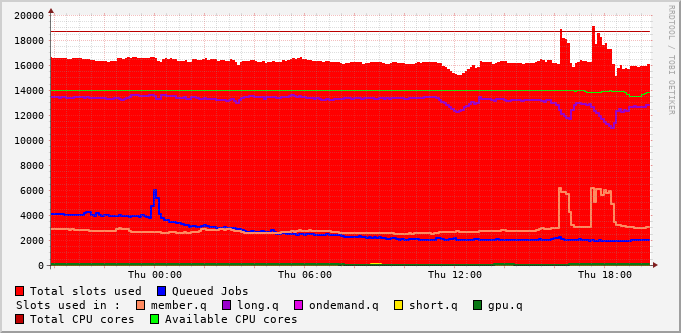 20000
18000
16000
14000
12000
10000
8000
6000
4000
2000
0
Thu 00:00 Thu 06:00 Thu 12:00 Thu 18:00
Total slots used Queued Jobs
Slots used in : member.q long.q ondemand.q short.q gpu.q
Total CPU cores Available CPU cores
RRDTOOL / TOBI OETIKER